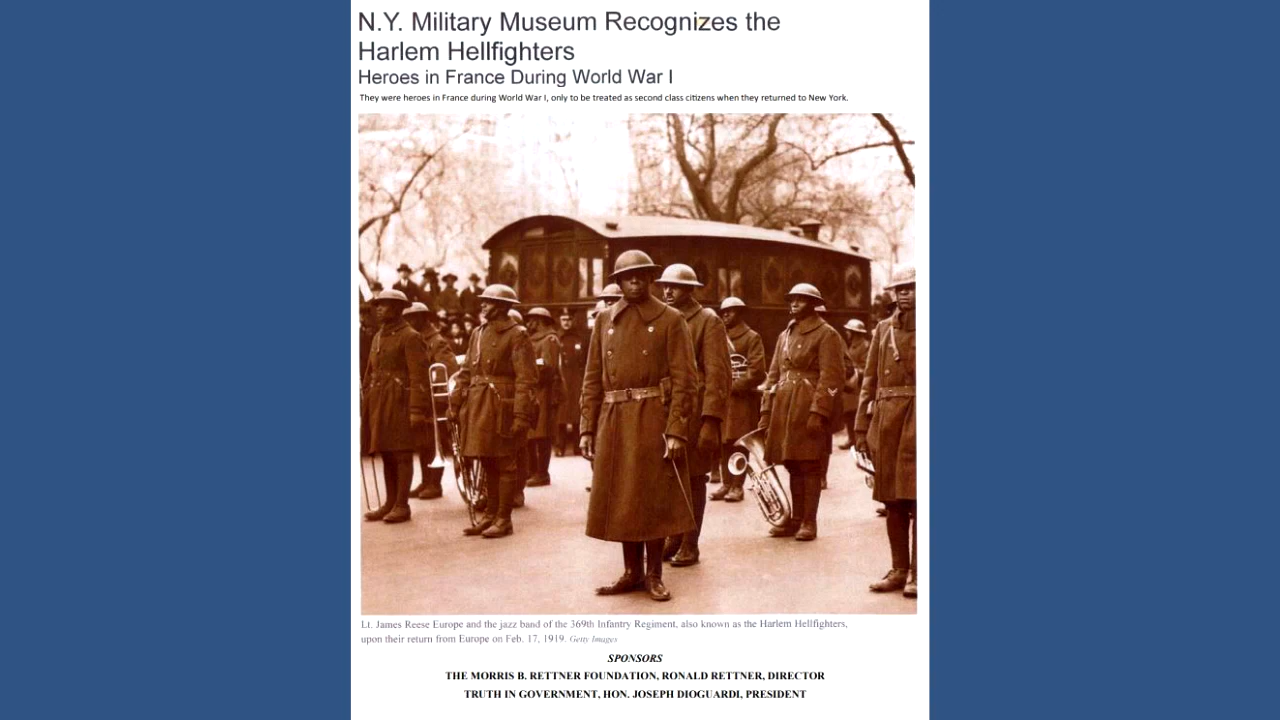 N.Y. Military Museum Recognizes the
Harlem Hellfighters
Heroes in France During World War I
They were heroes in France during World War I, only to be treated as second class citizens when they returned to New York.
Lt. James Reese Europe and the jazz band of the 369th Infantry Regiment, also known as the Harlem Hellfighters,
upon their return from Europe on Feb. 17, 1919. Getty Images
SPONSORS
THE MORRIS B. RETTNER FOUNDATION, RONALD RETTNER, DIRECTOR
TRUTH IN GOVERNMENT, HON. JOSEPH DIOGUARDI, PRESIDENT